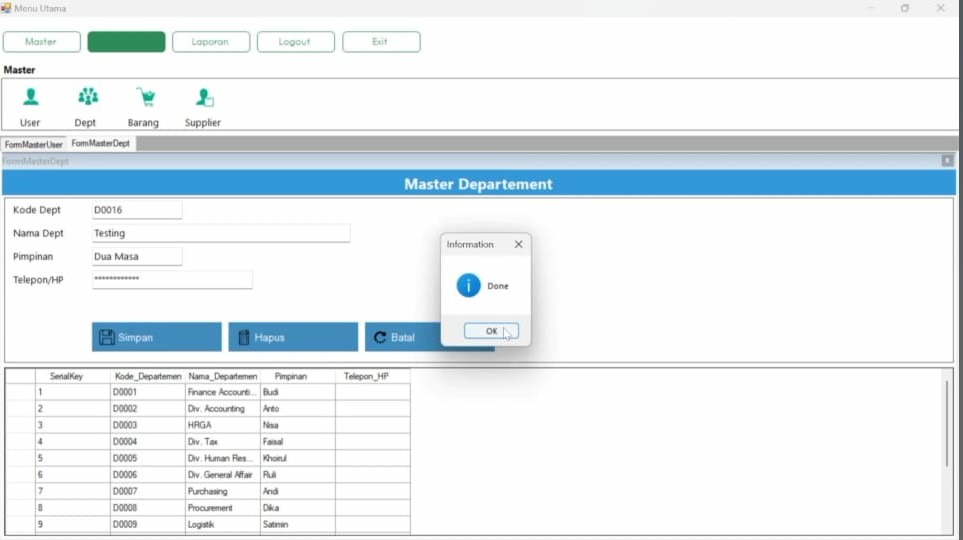 Menu Utama
Master Laporan Logout Exit
Master
User Dept Barang Supplier
FormMasterUser FormMasterDept
FormMasterDept
Master Departement
Kode Dept D0016
Nama Dept Testing
Pimpinan Dua Masa
Telepon/HP ************
Information
Done
OK
Simpan Hapus Batal
SerialKey Kode_Departemen Nama_Departemen Pimpinan Telepon_HP
1 D0001 Finance Accounti... Budi
2 D0002 Div. Accounting Anto
3 D0003 HRGA Nisa
4 D0004 Div. Tax Faisal
5 D0005 Div. Human Res... Khoirul
6 D0006 Div. General Affair Ruli
7 D0007 Purchasing Andi
8 D0008 Procurement Dika
9 D0009 Logistik Satimin